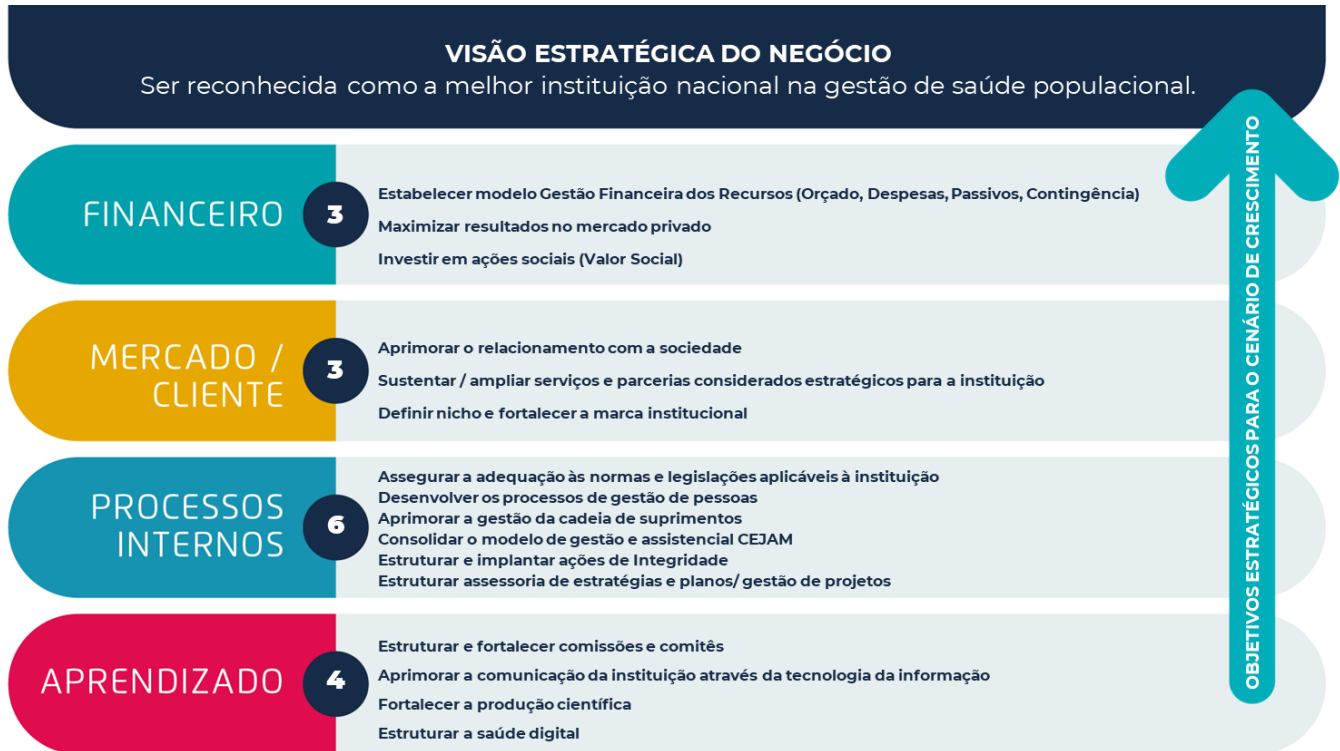 VISÃO ESTRATÉGICA DO NEGÓCIO
Ser reconhecida como a melhor instituição nacional na gestão de saúde populacional.
FINANCEIRO
3
Estabelecer modelo Gestão Financeira dos Recursos (Orçado, Despesas, Passivos, Contingência)
Maximizar resultados no mercado privado
Investir em ações sociais (Valor Social)
MERCADO /
CLIENTE
3
Aprimorar o relacionamento com a sociedade
Sustentar / ampliar serviços e parcerias considerados estratégicos para a instituição
Definir nicho e fortalecer a marca institucional
PROCESSOS
INTERNOS
6
Assegurar a adequação às normas e legislações aplicáveis à instituição
Desenvolver os processos de gestão de pessoas
Aprimorar a gestão da cadeia de suprimentos
Consolidar o modelo de gestão e assistencial CEJAM
Estruturar e implantar ações de Integridade
Estruturar assessoria de estratégias e planos/ gestão de projetos
APRENDIZADO
4
Estruturar e fortalecer comissões e comitês
Aprimorar a comunicação da instituição através da tecnologia da informação
Fortalecer a produção científica
Estruturar a saúde digital
OBJETIVOS ESTRATÉGICOS PARA O CENÁRIO DE CRESCIMENTO